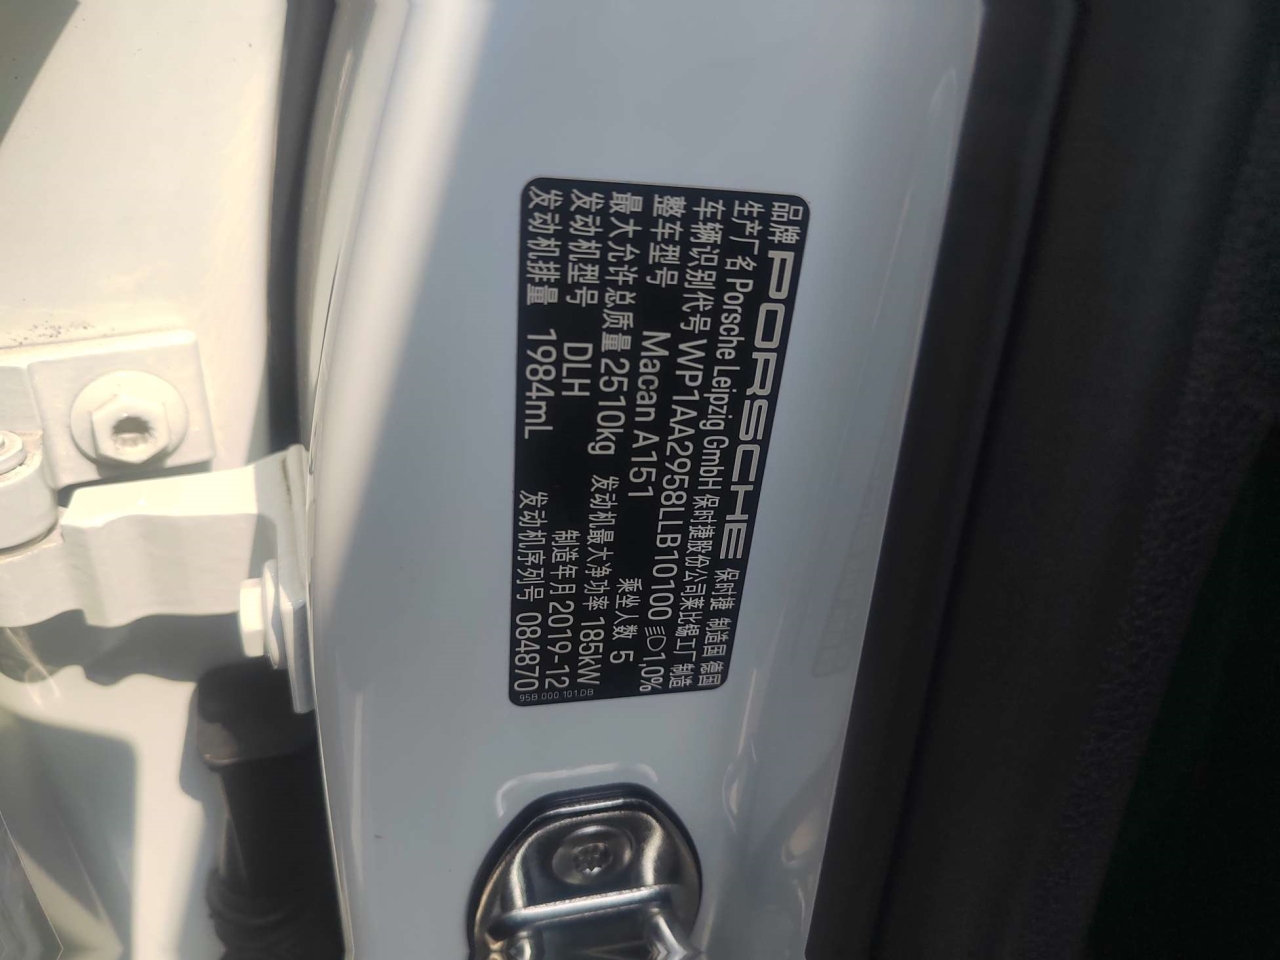 品牌 PORSCHE 保时捷 制造国 德国
生产厂名 Porsche Leipzig GmbH 保时捷股份公司莱比锡工厂制造
车辆识别代号 WP1AA2958LLB10100 1,0%
整车型号 Macan A151 乘坐人数 5
最大允许总质量 2510kg 发动机最大净功率 185kW
发动机型号 DLH 制造年月 2019-12
发动机排量 1984mL 发动机序列号 084870
95B.000.101.DB